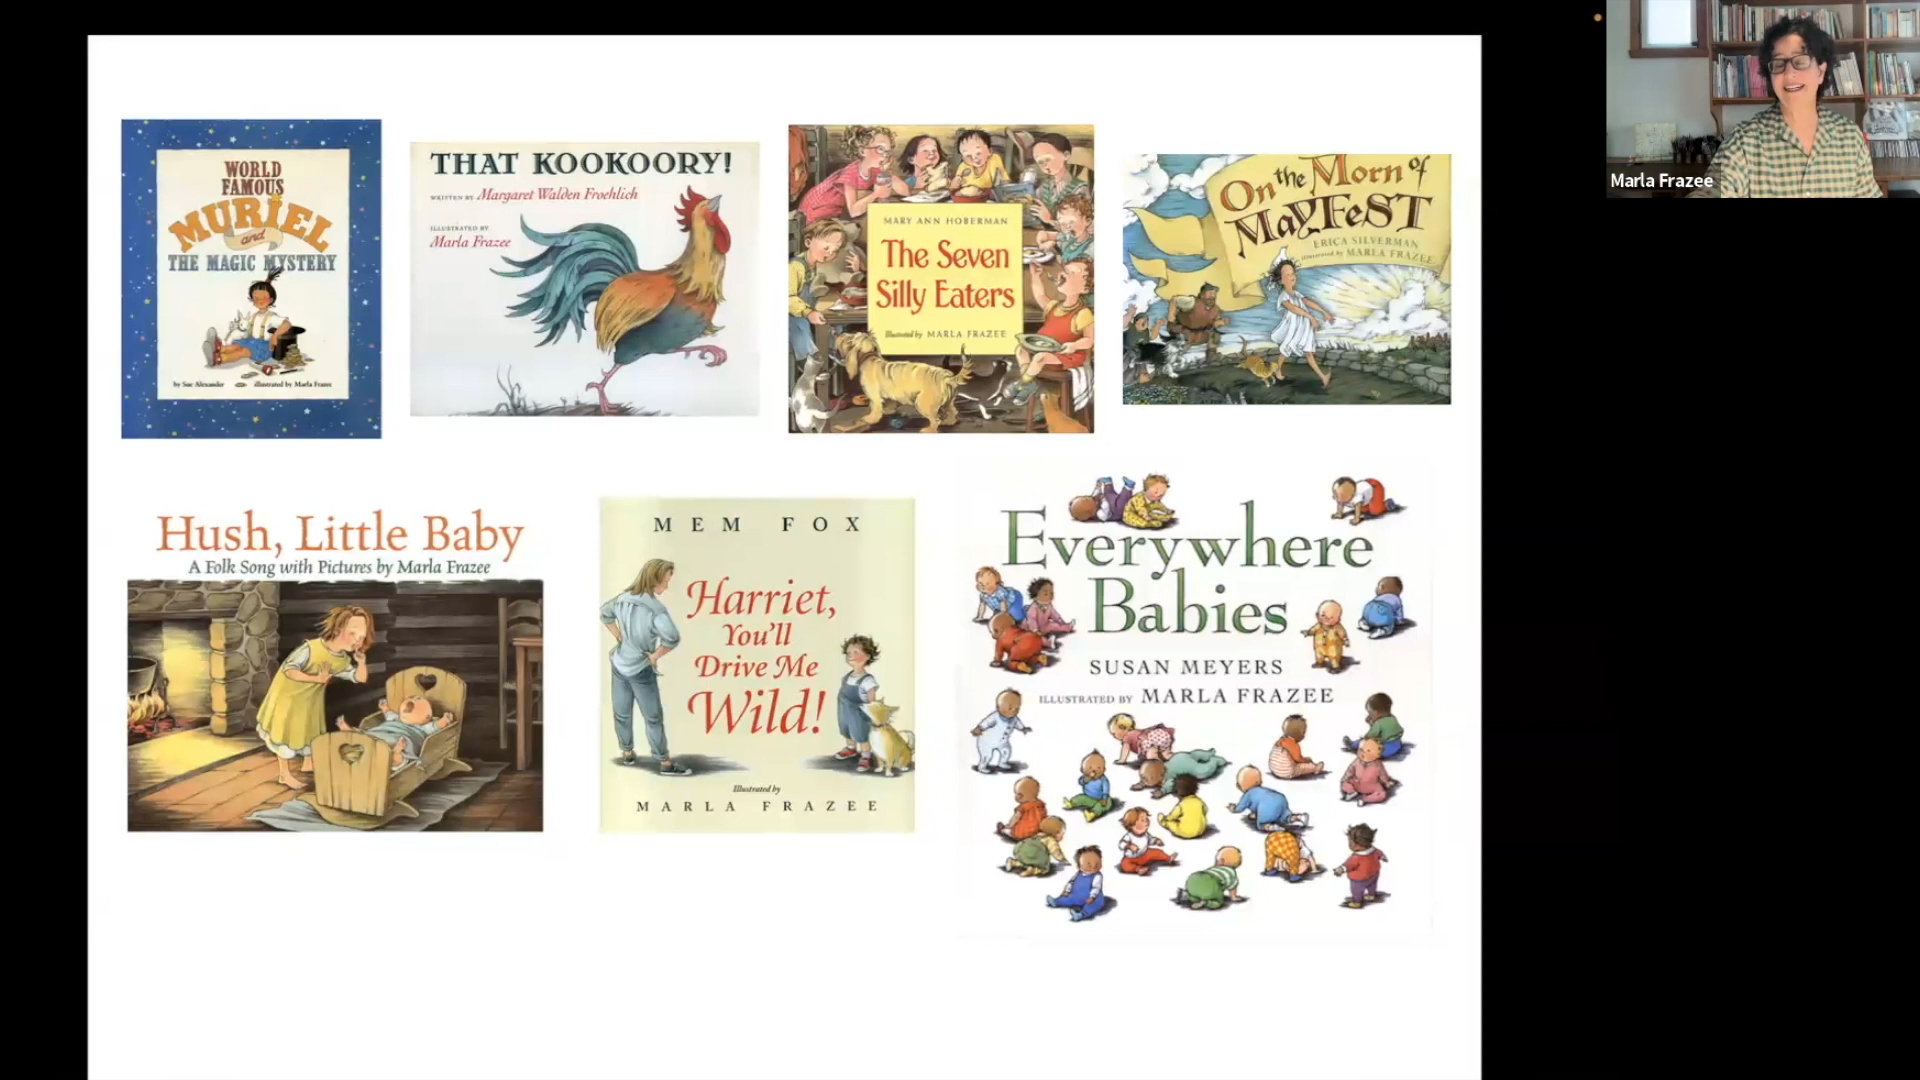 WORLD
FAMOUS
MURIEL
and
THE MAGIC MYSTERY
by Sue Alexander illustrated by Marla Frazee
THAT KOOKOORY!
WRITTEN BY Margaret Walden Froehlich
ILLUSTRATED BY
Marla Frazee
MARY ANN HOBERMAN
The Seven
Silly Eaters
Illustrated by MARLA FRAZEE
On the Morn of
MayFeST
ERICA SILVERMAN
Illustrated by MARLA FRAZEE
Marla Frazee
Hush, Little Baby
A Folk Song with Pictures by Marla Frazee
MEM FOX
Harriet,
You'll
Drive Me
Wild!
Illustrated by
MARLA FRAZEE
Everywhere
Babies
SUSAN MEYERS
ILLUSTRATED BY MARLA FRAZEE